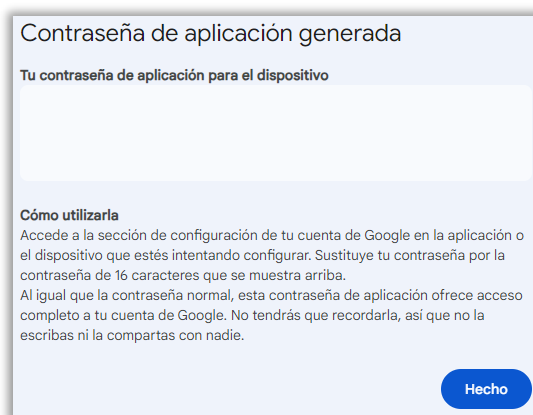 Contraseña de aplicación generada
Tu contraseña de aplicación para el dispositivo
Cómo utilizarla
Accede a la sección de configuración de tu cuenta de Google en la aplicación o
el dispositivo que estés intentando configurar. Sustituye tu contraseña por la
contraseña de 16 caracteres que se muestra arriba.
Al igual que la contraseña normal, esta contraseña de aplicación ofrece acceso
completo a tu cuenta de Google. No tendrás que recordarla, así que no la
escribas ni la compartas con nadie.
Hecho